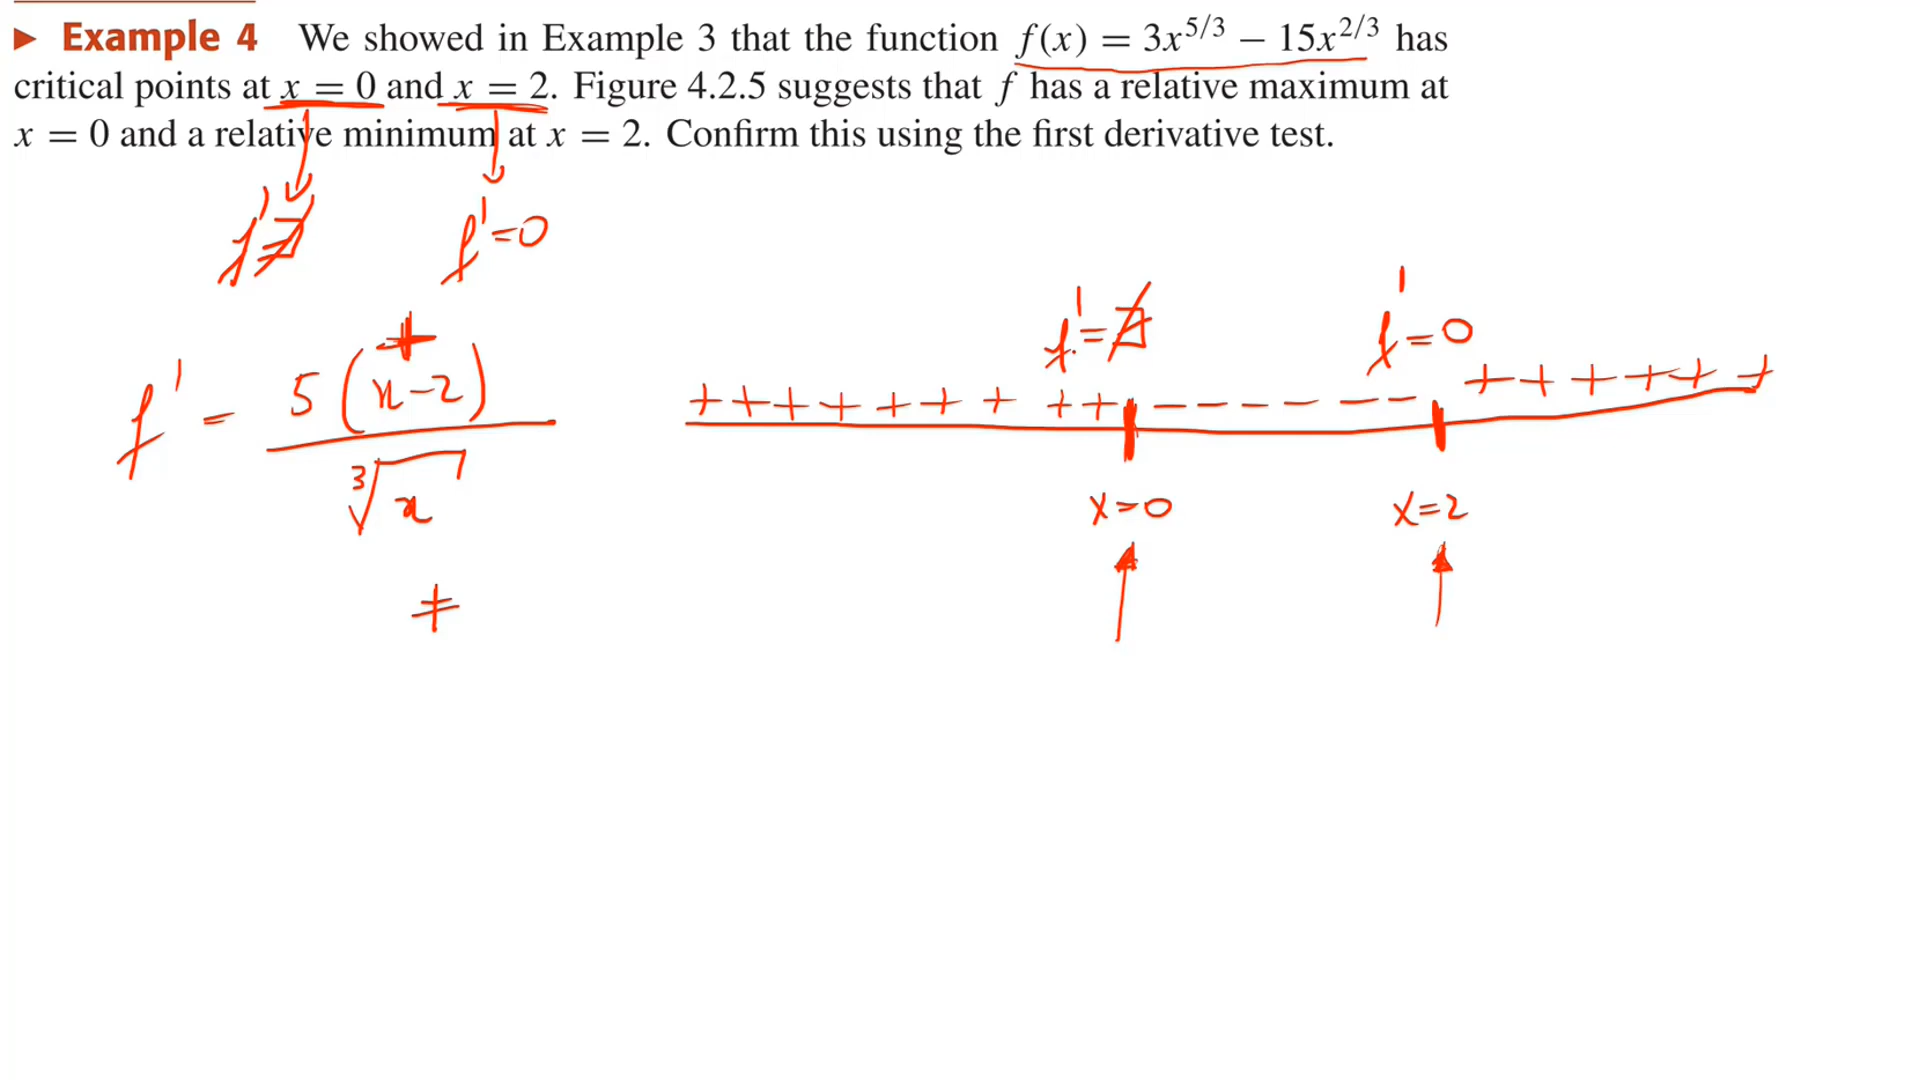 ▶ Example 4 We showed in Example 3 that the function f(x) = 3x^{5/3} − 15x^{2/3} has
critical points at x = 0 and x = 2. Figure 4.2.5 suggests that f has a relative maximum at
x = 0 and a relative minimum at x = 2. Confirm this using the first derivative test.
f' ∄ f' = 0
f' = ∄ f' = 0
+
f' = 5(x−2) / ∛x
+ + + + + + + + + − − − − − − + + + + + +
x = 0 x = 2
+